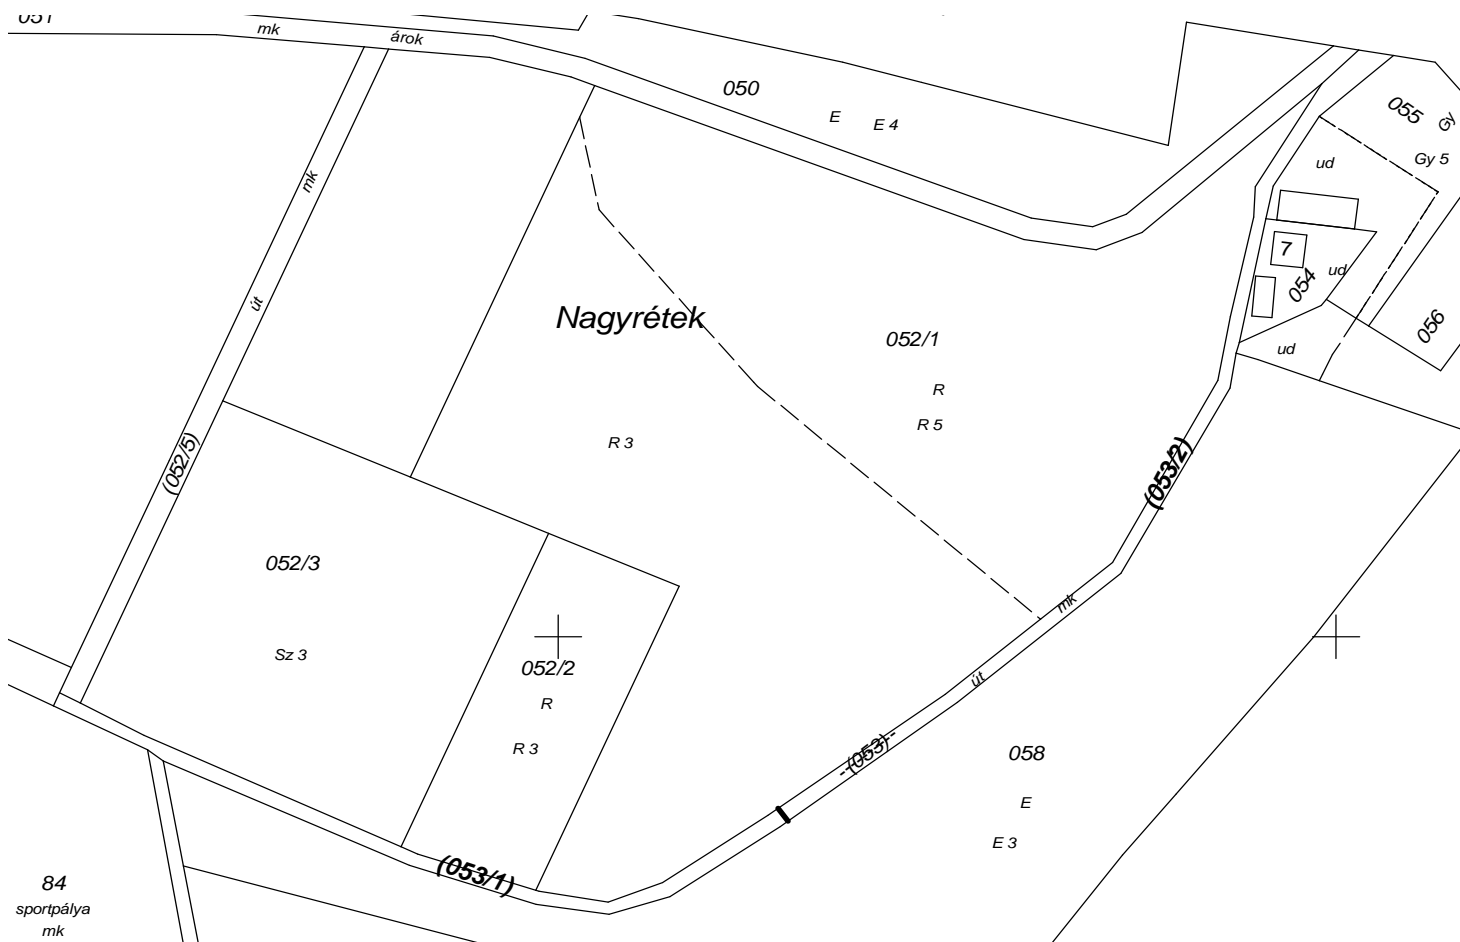 051
mk
árok
050
E
E 4
055
Gy
Gy 5
ud
mk
7
054
ud
út
Nagyrétek
052/1
056
ud
R
R 5
R 3
(052/5)
(053/2)
052/3
mk
Sz 3
052/2
út
R
R 3
-(053)-
058
E
E 3
(053/1)
84
sportpálya
mk